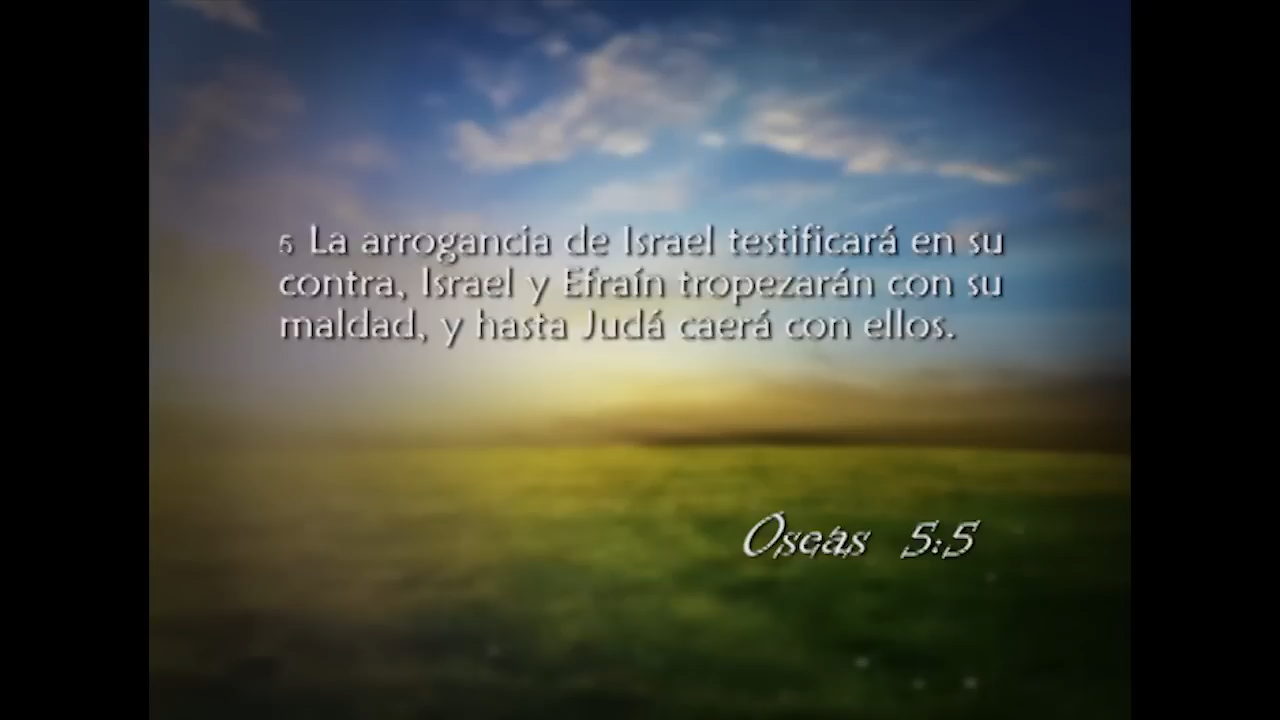 5 La arrogancia de Israel testificará en su
contra, Israel y Efraín tropezarán con su
maldad, y hasta Judá caerá con ellos.
Oseas 5:5